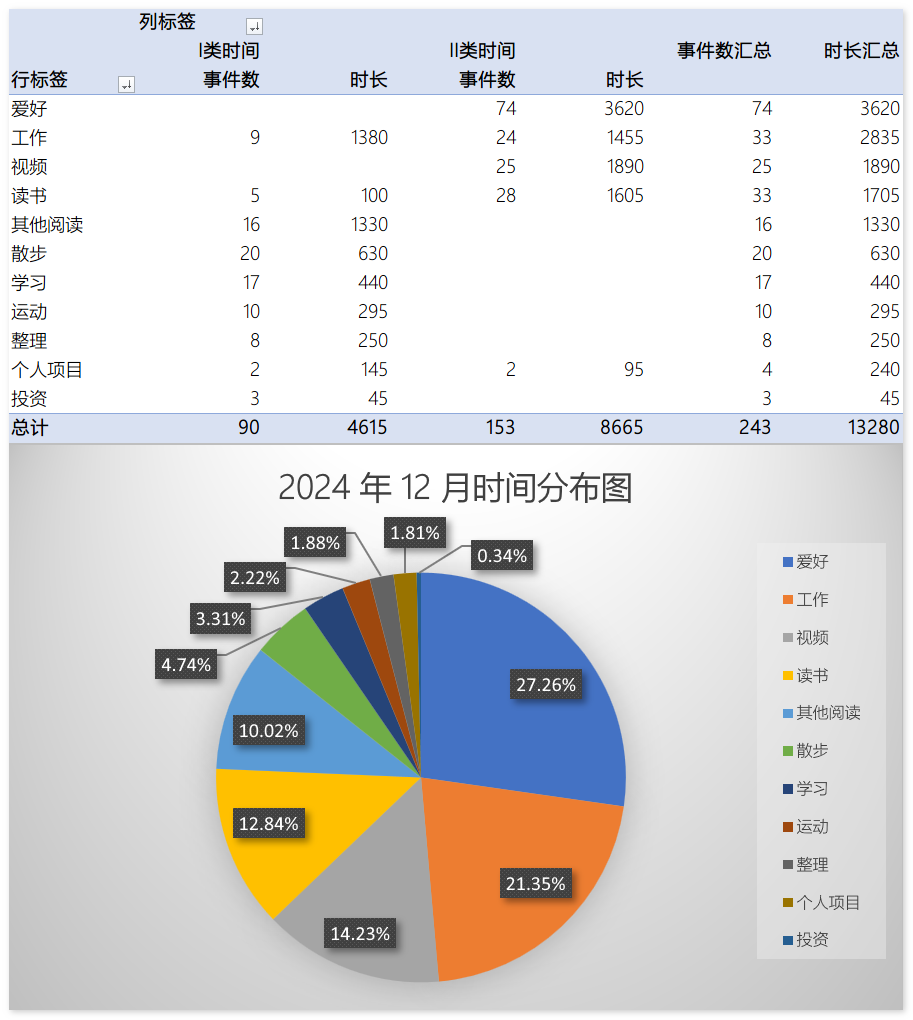 列标签
I类时间 II类时间 事件数汇总 时长汇总
行标签 事件数 时长 事件数 时长
爱好 74 3620 74 3620
工作 9 1380 24 1455 33 2835
视频 25 1890 25 1890
读书 5 100 28 1605 33 1705
其他阅读 16 1330 16 1330
散步 20 630 20 630
学习 17 440 17 440
运动 10 295 10 295
整理 8 250 8 250
个人项目 2 145 2 95 4 240
投资 3 45 3 45
总计 90 4615 153 8665 243 13280
2024 年 12 月时间分布图
1.81%
1.88%
0.34%
2.22%
3.31%
4.74%
27.26%
10.02%
12.84%
21.35%
14.23%
爱好
工作
视频
读书
其他阅读
散步
学习
运动
整理
个人项目
投资